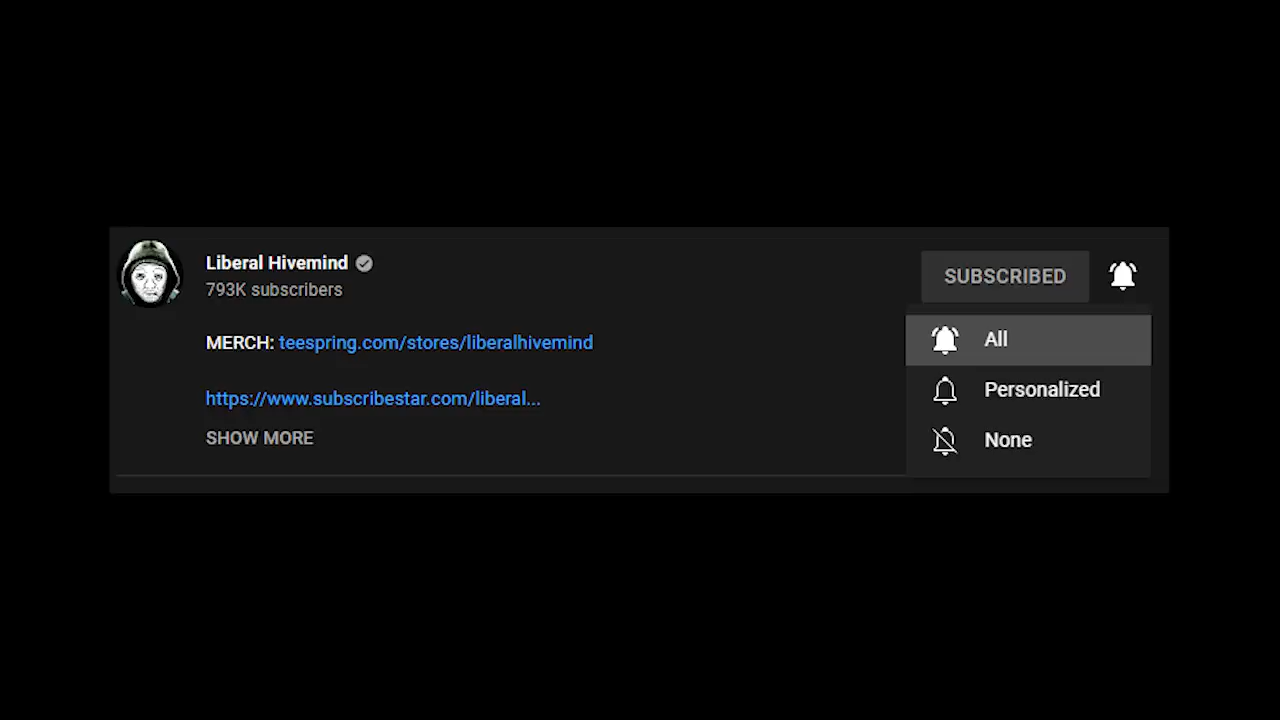 Liberal Hivemind
793K subscribers
SUBSCRIBED
MERCH: teespring.com/stores/liberalhivemind
https://www.subscribestar.com/liberal...
SHOW MORE
All
Personalized
None